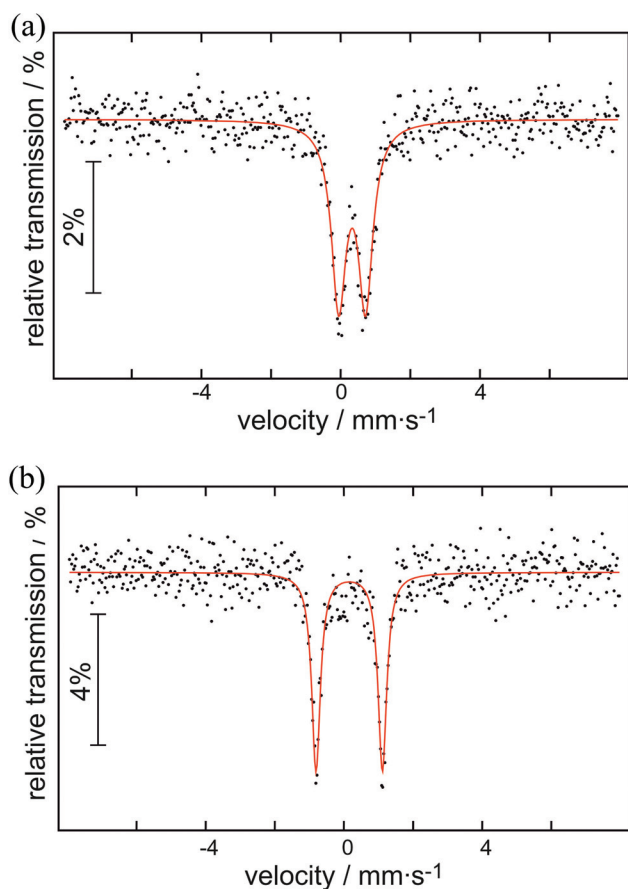 (a)
relative transmission / %
2%
-4 0 4
velocity / mm·s-1
(b)
relative transmission / %
4%
-4 0 4
velocity / mm·s-1